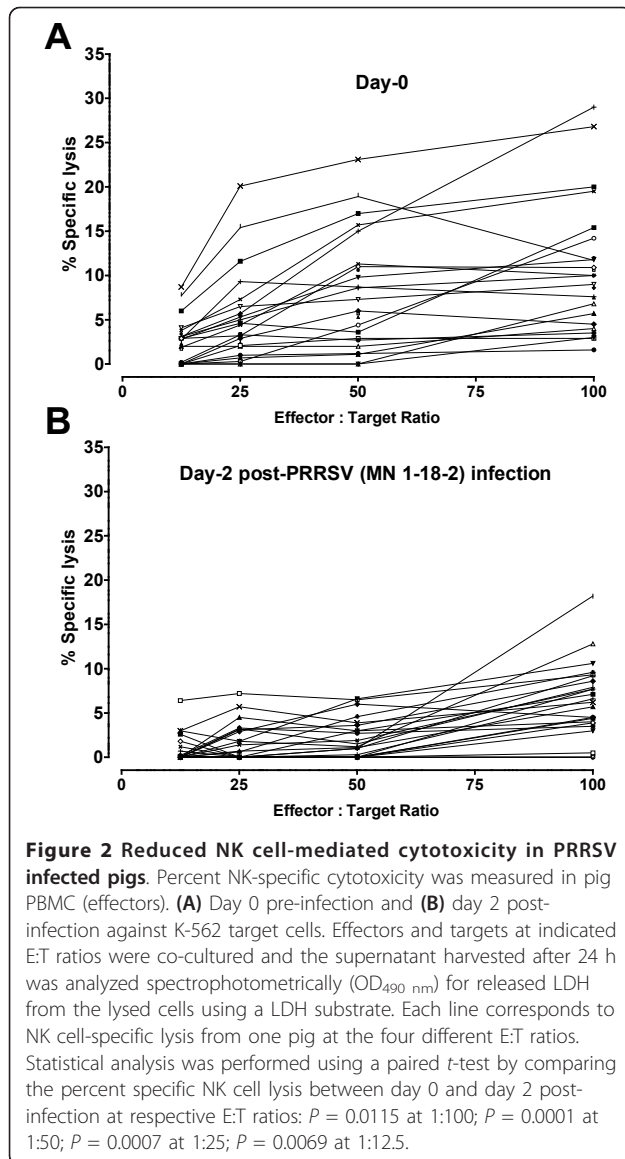 A
Day-0
35
30
25
20
15
10
5
0
% Specific lysis
0 25 50 75 100
Effector : Target Ratio
B
Day-2 post-PRRSV (MN 1-18-2) infection
35
30
25
20
15
10
5
0
% Specific lysis
0 25 50 75 100
Effector : Target Ratio
Figure 2 Reduced NK cell-mediated cytotoxicity in PRRSV
infected pigs. Percent NK-specific cytotoxicity was measured in pig
PBMC (effectors). (A) Day 0 pre-infection and (B) day 2 post-
infection against K-562 target cells. Effectors and targets at indicated
E:T ratios were co-cultured and the supernatant harvested after 24 h
was analyzed spectrophotometrically (OD490 nm) for released LDH
from the lysed cells using a LDH substrate. Each line corresponds to
NK cell-specific lysis from one pig at the four different E:T ratios.
Statistical analysis was performed using a paired t-test by comparing
the percent specific NK cell lysis between day 0 and day 2 post-
infection at respective E:T ratios: P = 0.0115 at 1:100; P = 0.0001 at
1:50; P = 0.0007 at 1:25; P = 0.0069 at 1:12.5.